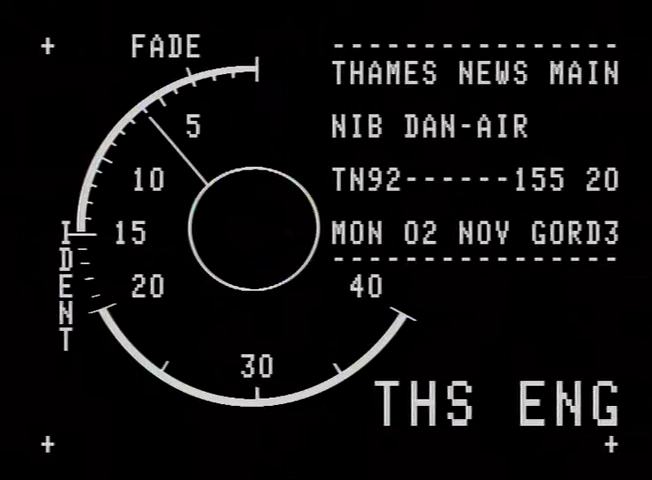 FADE
----------------
THAMES NEWS MAIN
NIB DAN-AIR
TN92------155 20
MON 02 NOV GORD3
----------------
5
10
15
20
30
40
IDENT
THS ENG